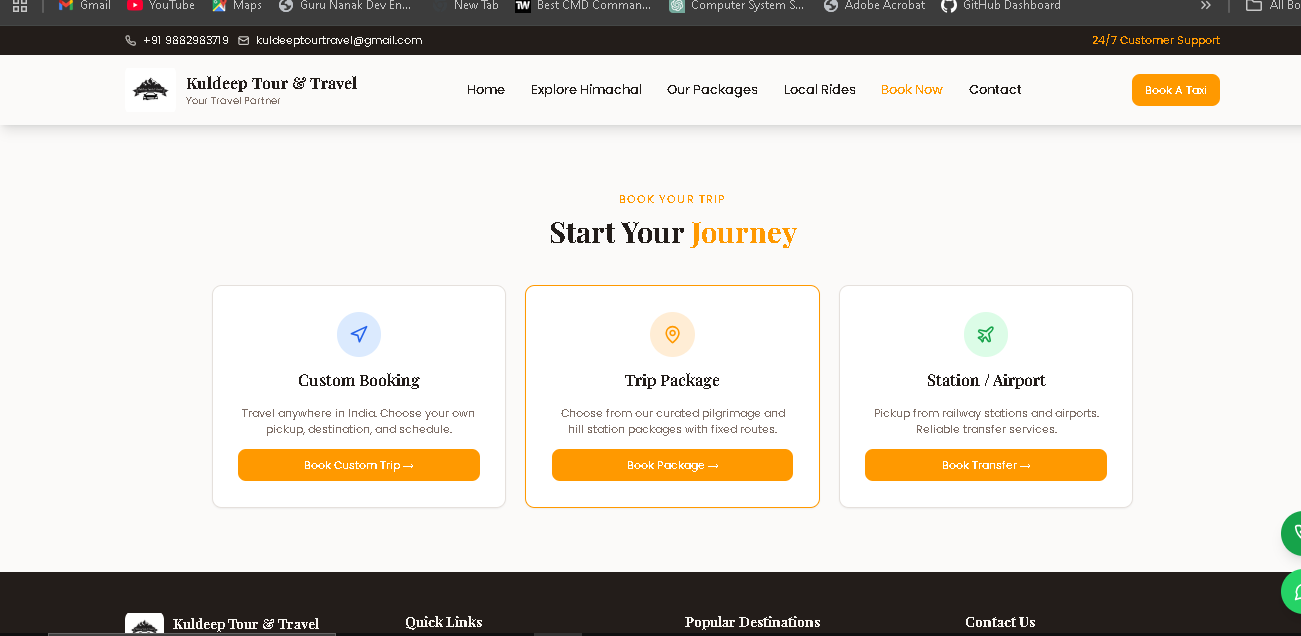 Gmail YouTube Maps Guru Nanak Dev En... New Tab Best CMD Comman... Computer System S... Adobe Acrobat GitHub Dashboard » All Bo
+91 9882983719 kuldeeptourtravel@gmail.com 24/7 Customer Support
Kuldeep Tour & Travel
Your Travel Partner
Home Explore Himachal Our Packages Local Rides Book Now Contact Book A Taxi
BOOK YOUR TRIP
Start Your Journey
Custom Booking
Travel anywhere in India. Choose your own
pickup, destination, and schedule.
Book Custom Trip →
Trip Package
Choose from our curated pilgrimage and
hill station packages with fixed routes.
Book Package →
Station / Airport
Pickup from railway stations and airports.
Reliable transfer services.
Book Transfer →
Kuldeep Tour & Travel Quick Links Popular Destinations Contact Us